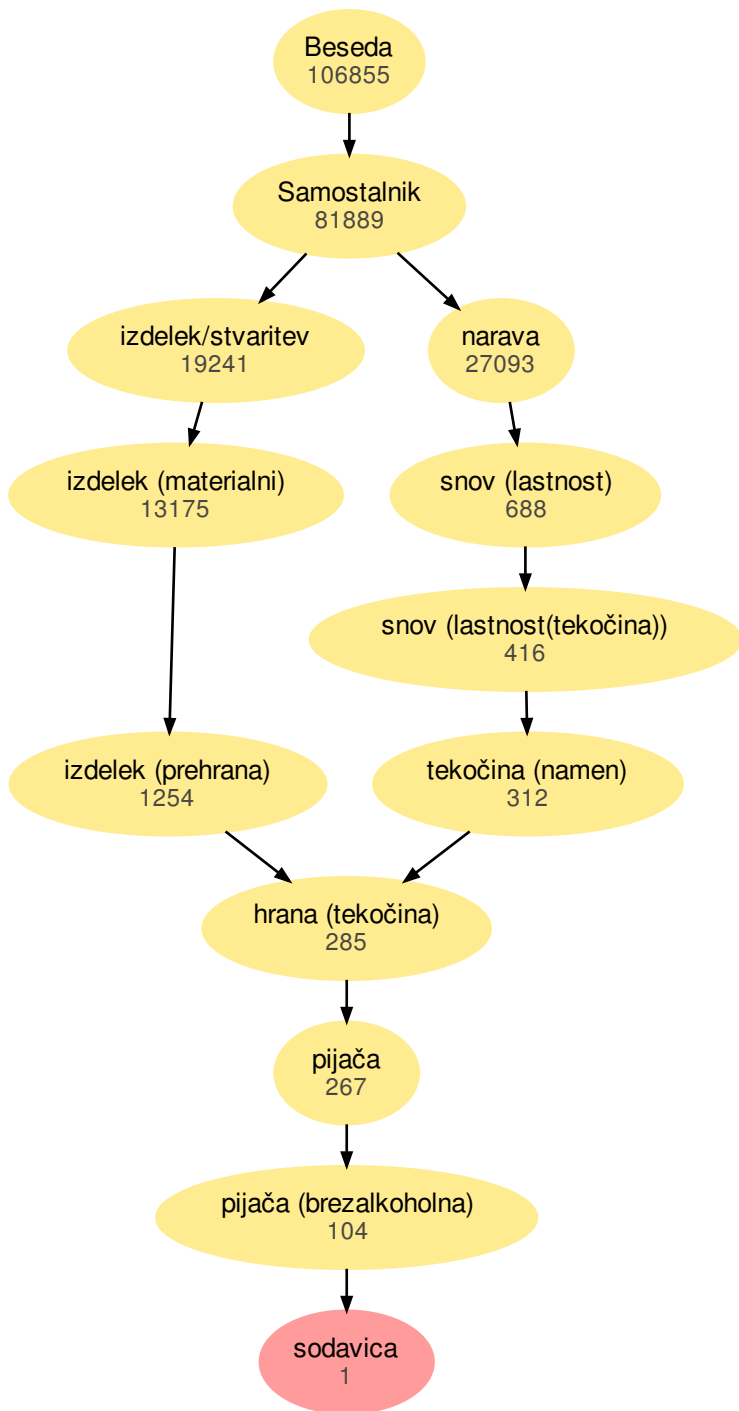 Beseda
106855
Samostalnik
81889
izdelek/stvaritev
19241
narava
27093
izdelek (materialni)
13175
snov (lastnost)
688
snov (lastnost(tekočina))
416
izdelek (prehrana)
1254
tekočina (namen)
312
hrana (tekočina)
285
pijača
267
pijača (brezalkoholna)
104
sodavica
1